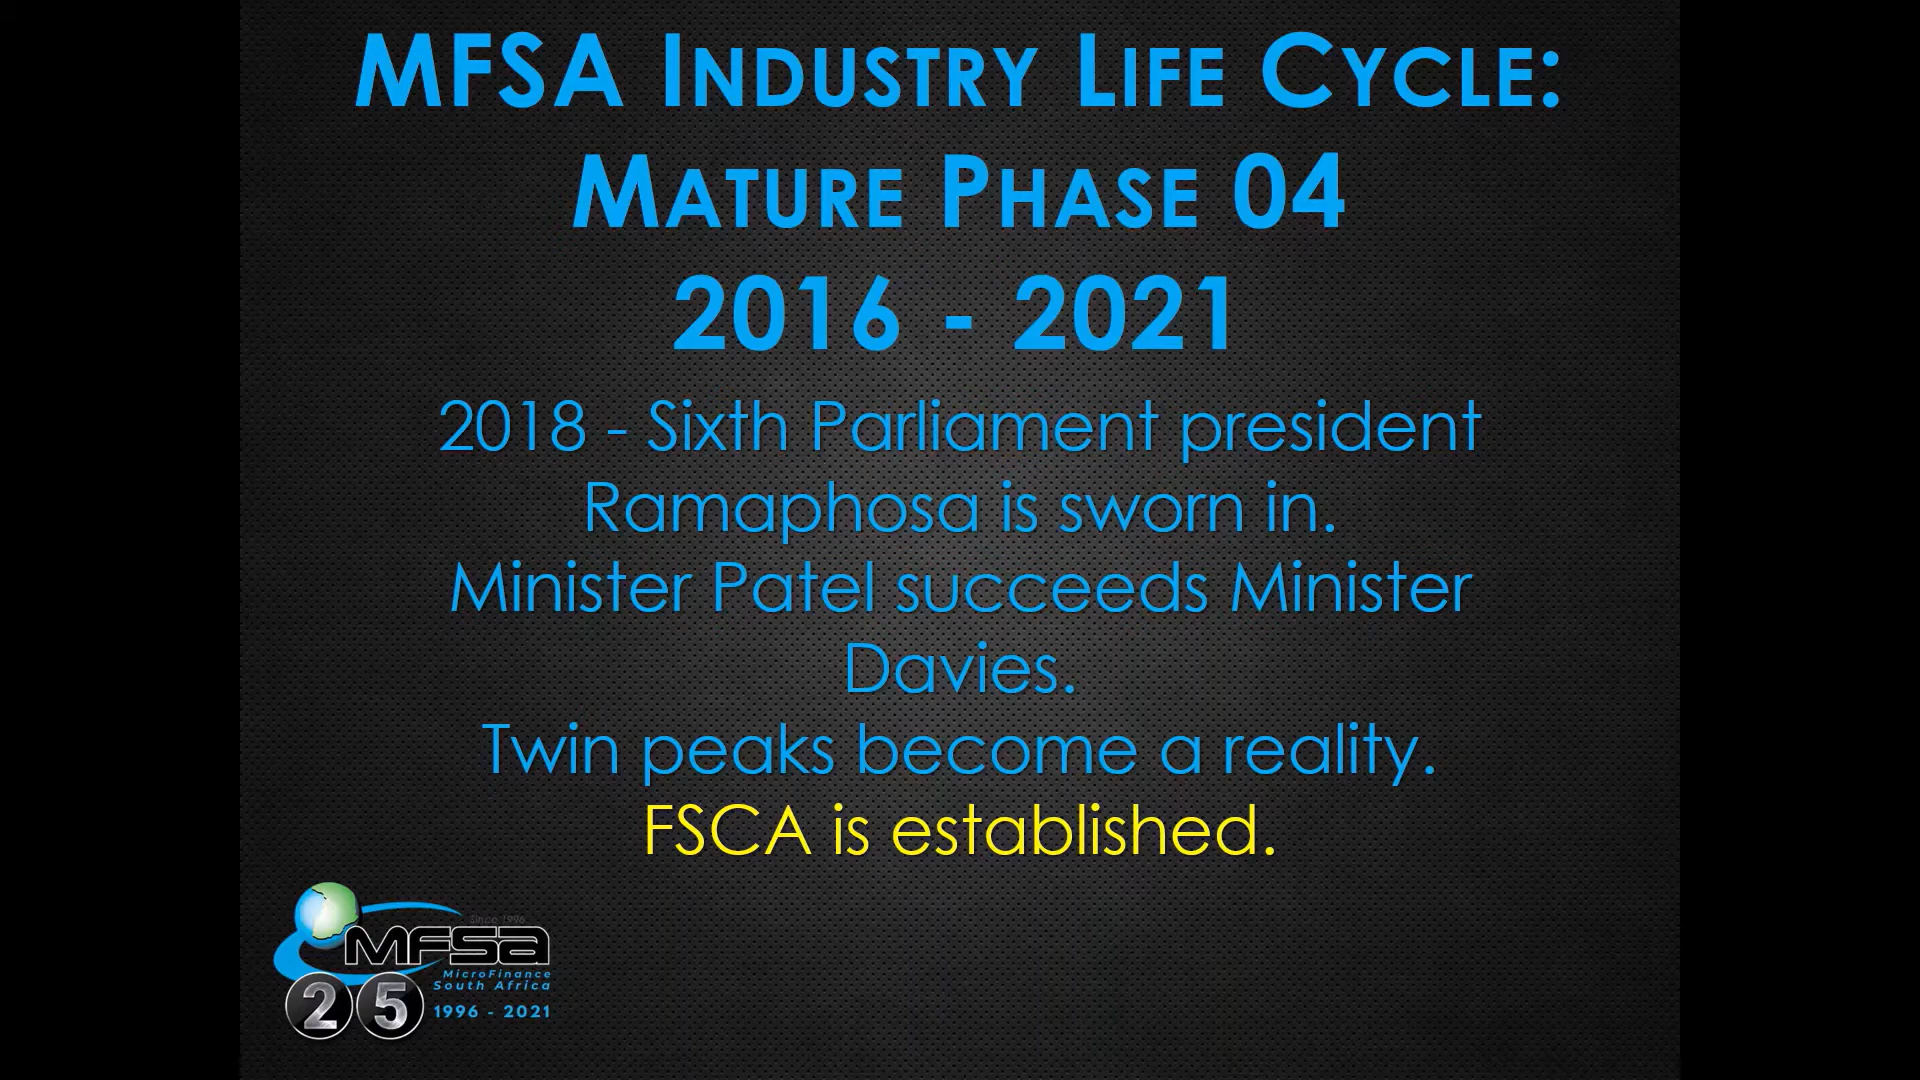 MFSA INDUSTRY LIFE CYCLE:
MATURE PHASE 04
2016 - 2021
2018 - Sixth Parliament president
Ramaphosa is sworn in.
Minister Patel succeeds Minister
Davies.
Twin peaks become a reality.
FSCA is established.
Since 1996
MFSa
MicroFinance
South Africa
25
1996 - 2021